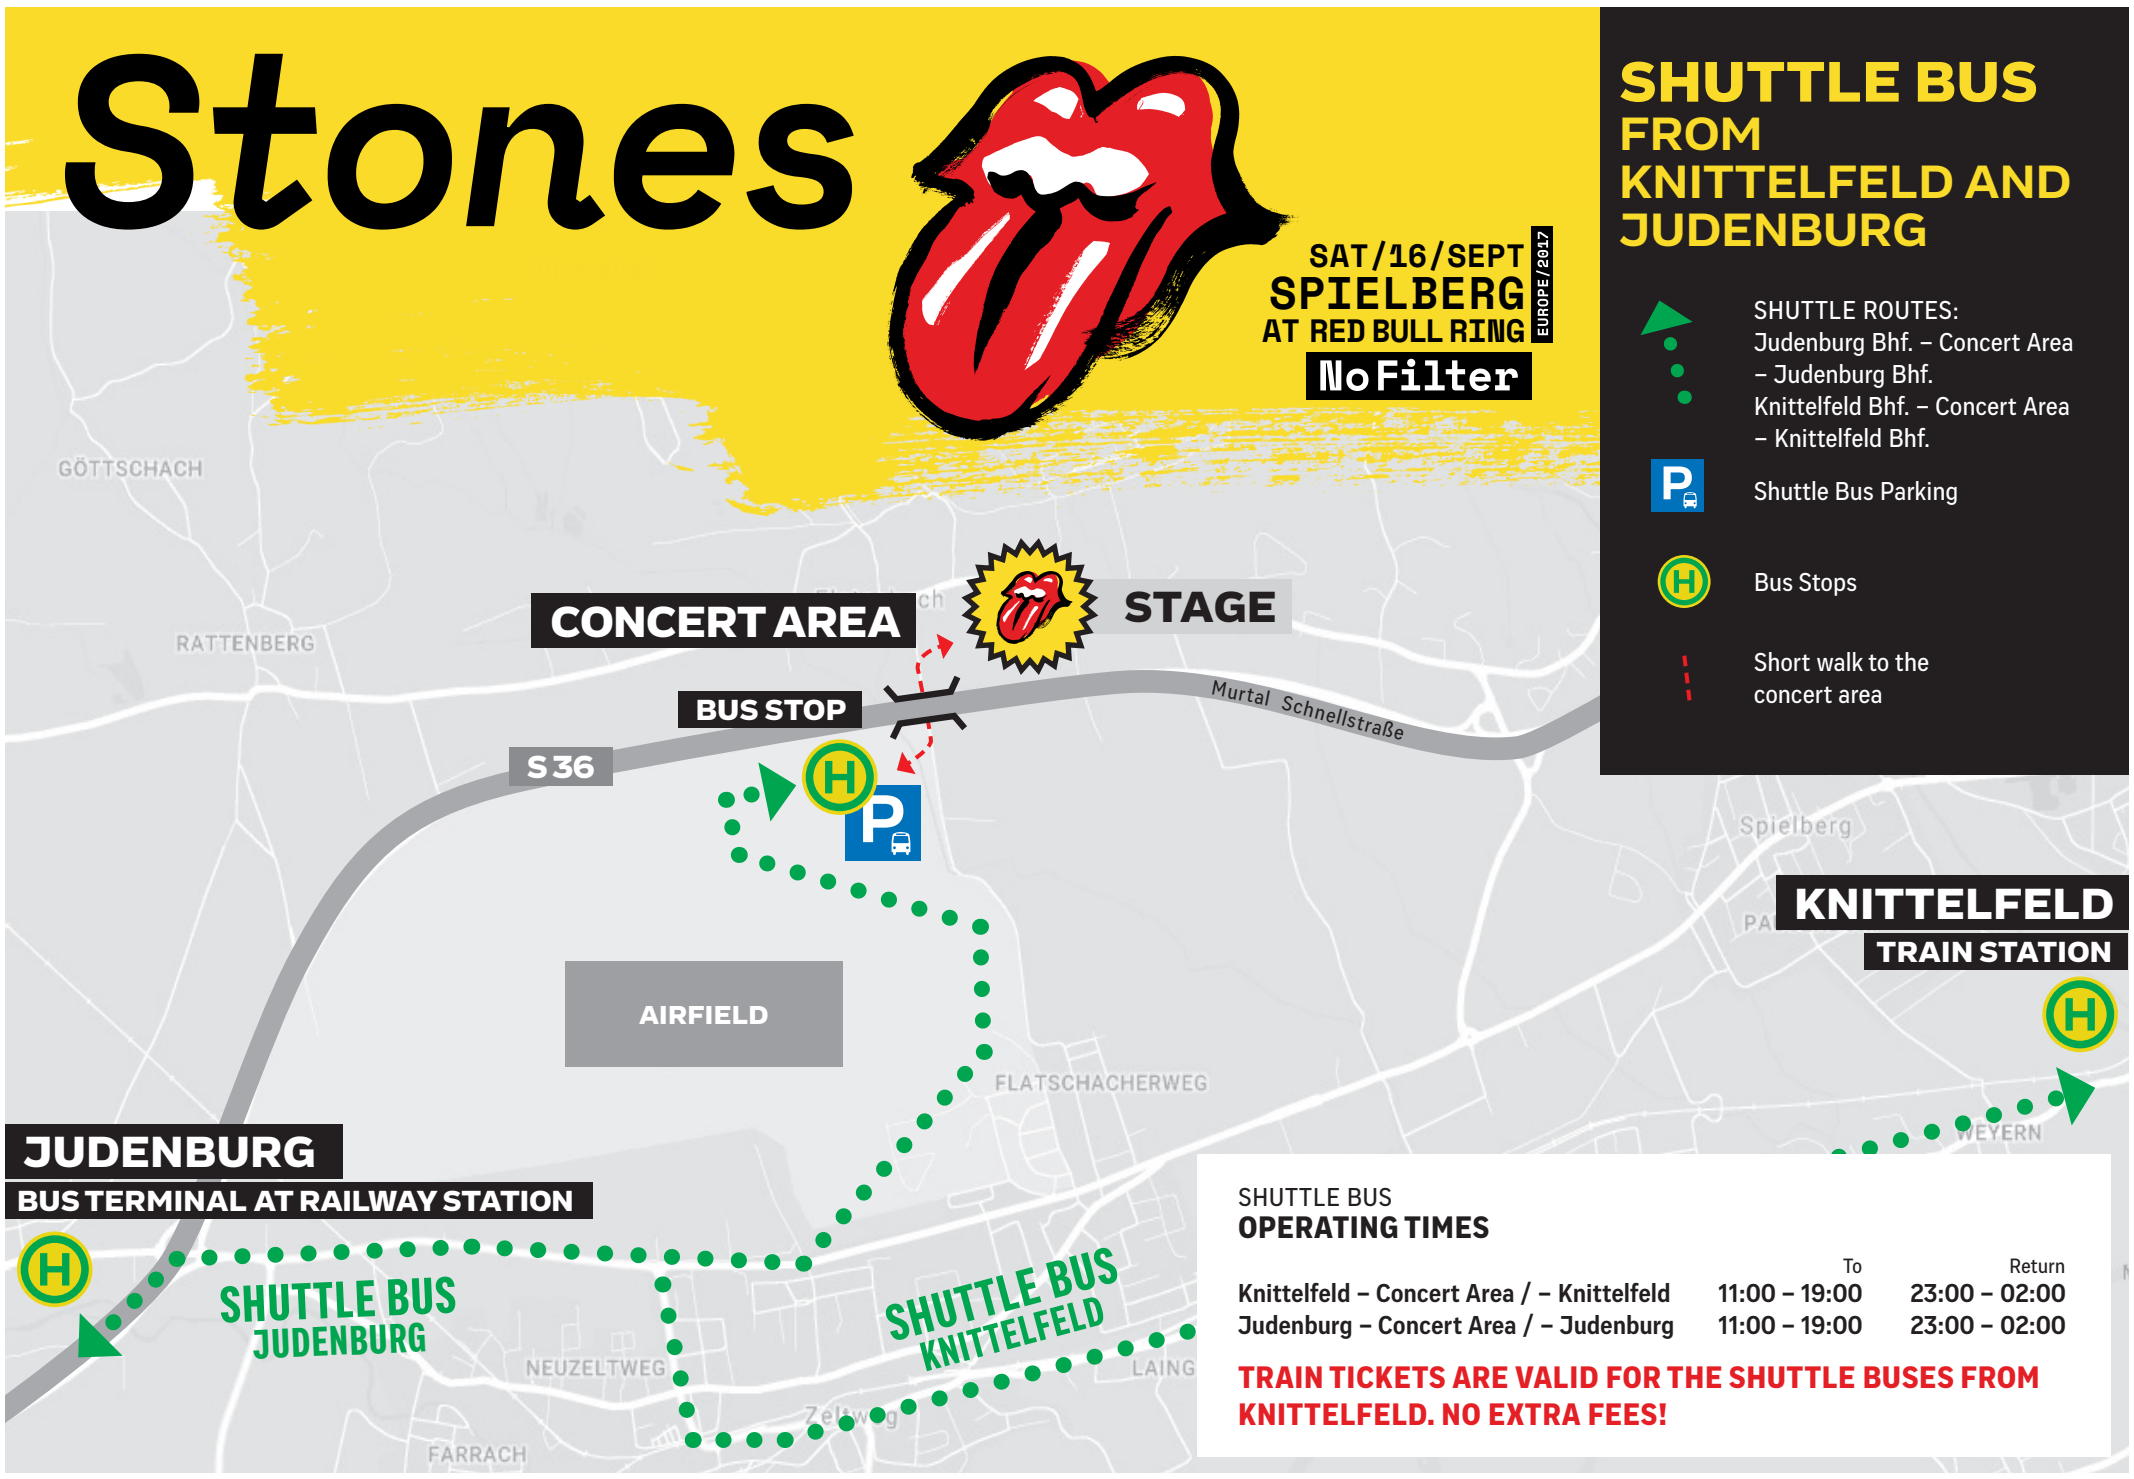 Stones
SAT/16/SEPT
SPIELBERG
AT RED BULL RING
EUROPE/2017
No Filter
SHUTTLE BUS
FROM
KNITTELFELD AND
JUDENBURG
SHUTTLE ROUTES:
Judenburg Bhf. – Concert Area
– Judenburg Bhf.
Knittelfeld Bhf. – Concert Area
– Knittelfeld Bhf.
P
Shuttle Bus Parking
H
Bus Stops
Short walk to the
concert area
GÖTTSCHACH
RATTENBERG
CONCERT AREA
STAGE
BUS STOP
Murtal Schnellstraße
S 36
H
P
Spielberg
KNITTELFELD
TRAIN STATION
H
AIRFIELD
FLATSCHACHERWEG
WEYERN
JUDENBURG
BUS TERMINAL AT RAILWAY STATION
H
SHUTTLE BUS
JUDENBURG
SHUTTLE BUS
KNITTELFELD
NEUZELTWEG
LAING
Zeltweg
FARRACH
SHUTTLE BUS
OPERATING TIMES
To Return
Knittelfeld – Concert Area / – Knittelfeld 11:00 – 19:00 23:00 – 02:00
Judenburg – Concert Area / – Judenburg 11:00 – 19:00 23:00 – 02:00
TRAIN TICKETS ARE VALID FOR THE SHUTTLE BUSES FROM
KNITTELFELD. NO EXTRA FEES!